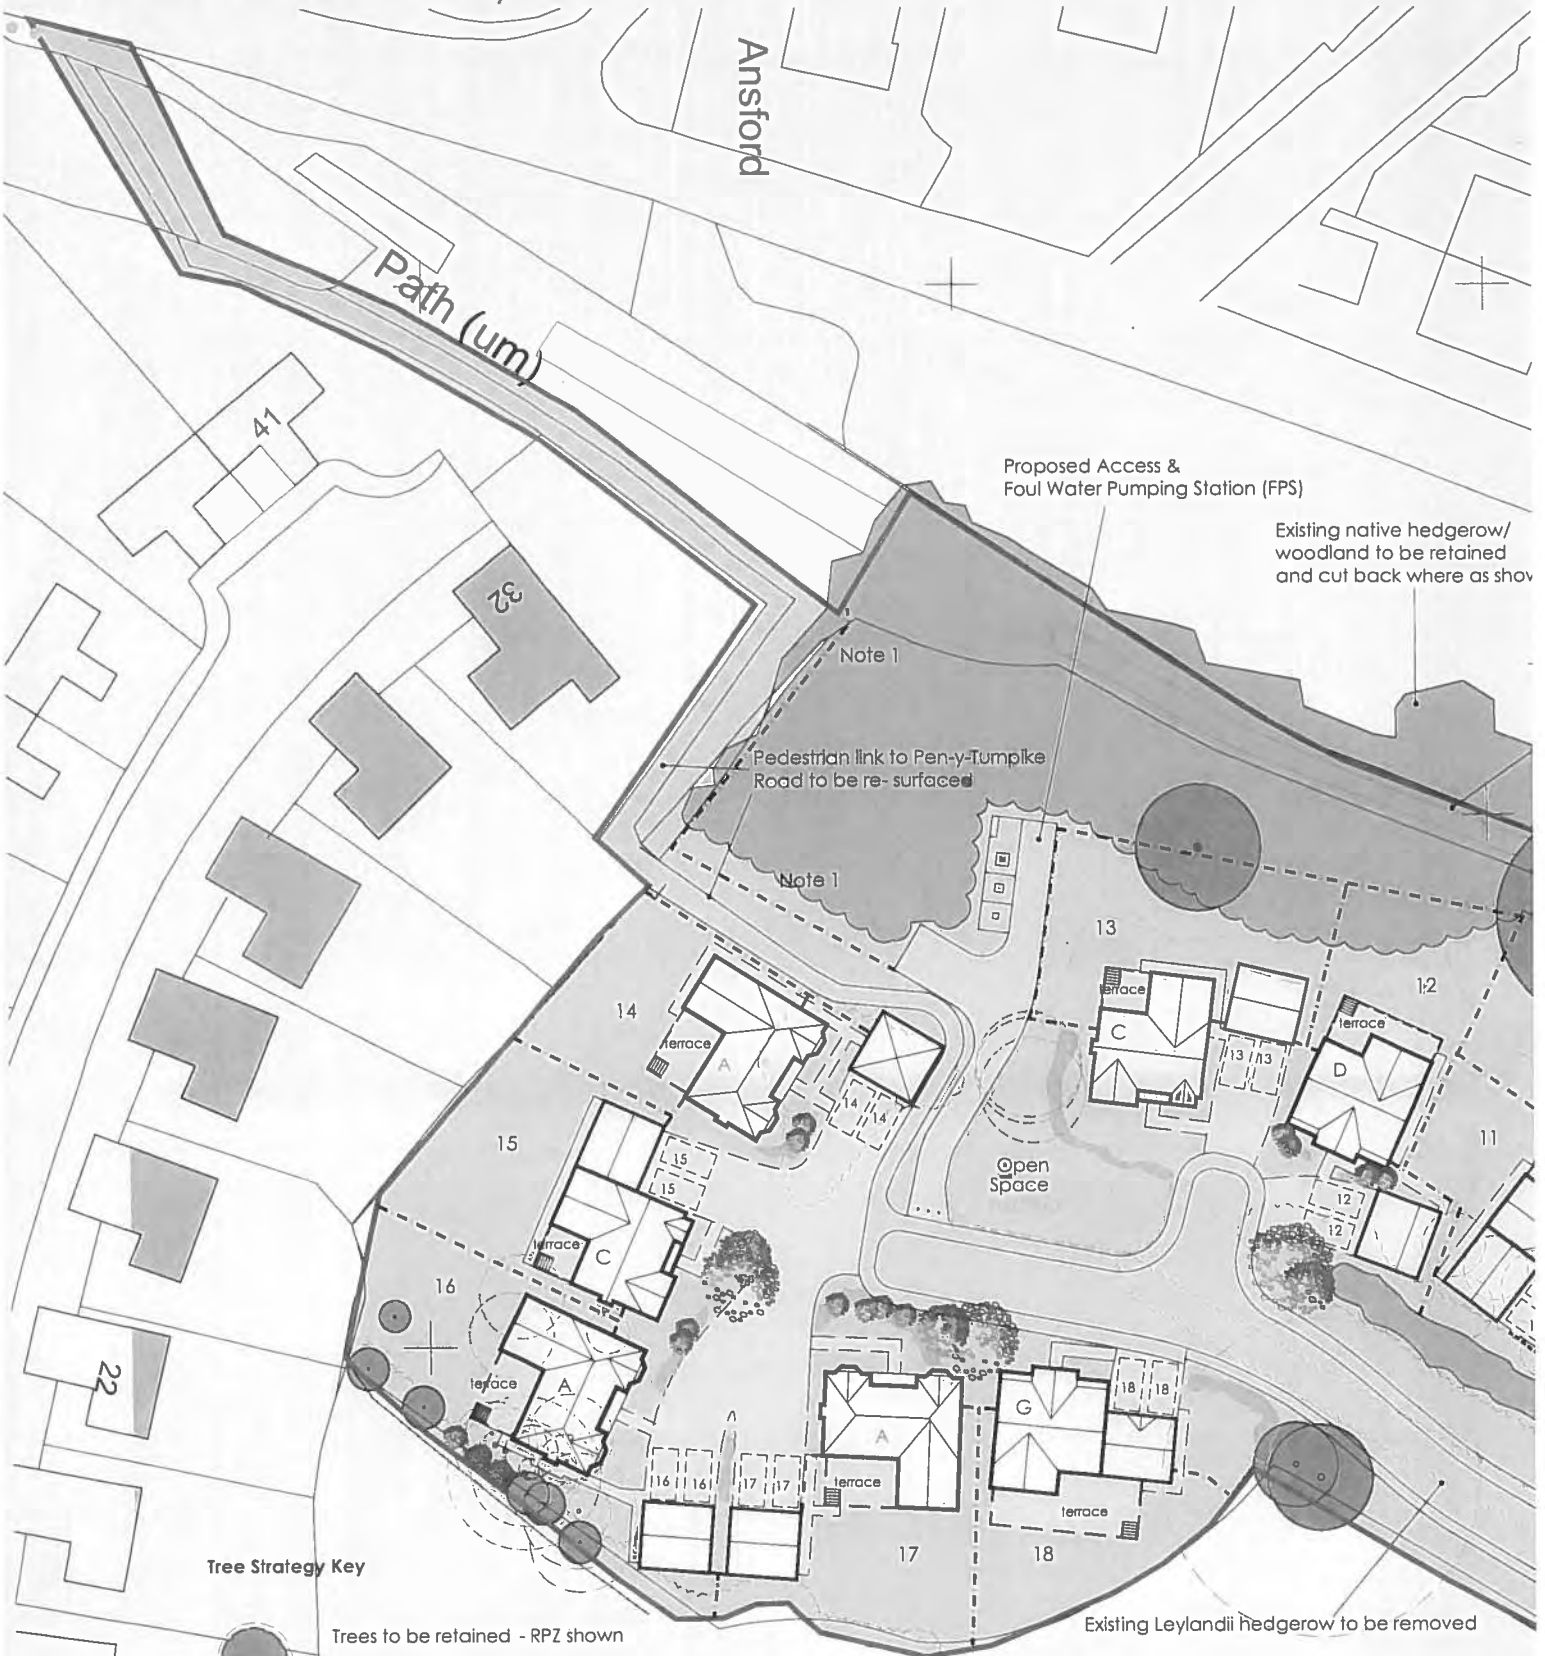 Ansford
Path (um)
41
32
Proposed Access &
Foul Water Pumping Station (FPS)
Existing native hedgerow/
woodland to be retained
and cut back where as show
Note 1
Pedestrian link to Pen-y-Turnpike
Road to be re- surfaced
Note 1
13
12
14
terrace
C
terrace
terrace
A
13
13
D
14
14
11
15
15
15
Open
Space
12
12
terrace
C
16
22
terrace
A
A
G
18
18
16
16
17
17
terrace
terrace
17
18
Tree Strategy Key
Trees to be retained - RPZ shown
Existing Leylandii hedgerow to be removed